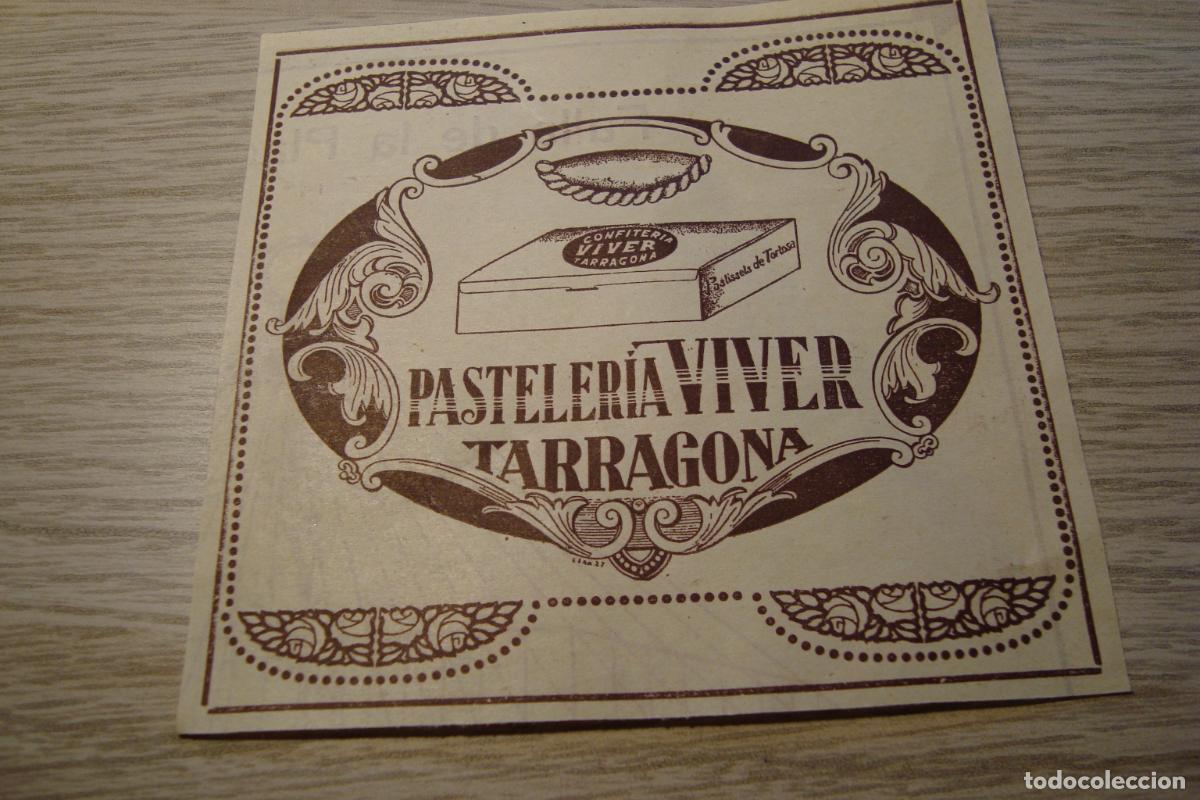 CONFITERIA
VIVER
TARRAGONA
Pastissets de Tortosa
PASTELERÍA VIVER
TARRAGONA
todocoleccion